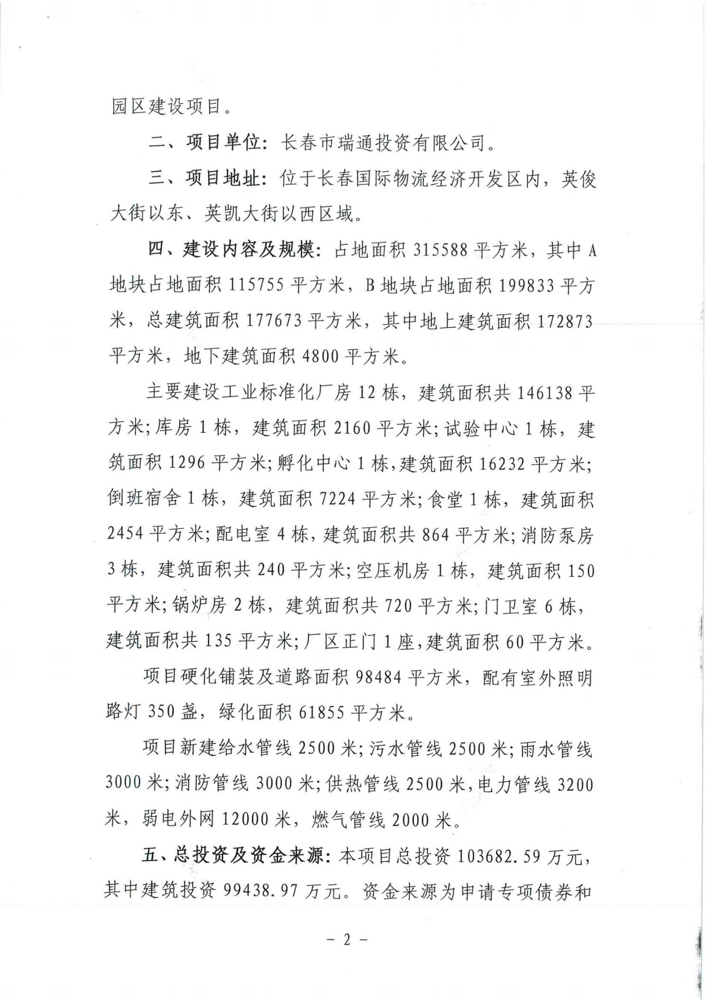 园区建设项目。
二、项目单位：长春市瑞通投资有限公司。
三、项目地址：位于长春国际物流经济开发区内，英俊
大街以东、英凯大街以西区域。
四、建设内容及规模：占地面积 315588 平方米，其中 A
地块占地面积 115755 平方米，B 地块占地面积 199833 平方
米，总建筑面积 177673 平方米，其中地上建筑面积 172873
平方米，地下建筑面积 4800 平方米。
主要建设工业标准化厂房 12 栋，建筑面积共 146138 平
方米；库房 1 栋，建筑面积 2160 平方米；试验中心 1 栋，建
筑面积 1296 平方米；孵化中心 1 栋，建筑面积 16232 平方米；
倒班宿舍 1 栋，建筑面积 7224 平方米；食堂 1 栋，建筑面积
2454 平方米；配电室 4 栋，建筑面积共 864 平方米；消防泵房
3 栋，建筑面积共 240 平方米；空压机房 1 栋，建筑面积 150
平方米；锅炉房 2 栋，建筑面积共 720 平方米；门卫室 6 栋，
建筑面积共 135 平方米；厂区正门 1 座，建筑面积 60 平方米。
项目硬化铺装及道路面积 98484 平方米，配有室外照明
路灯 350 盏，绿化面积 61855 平方米。
项目新建给水管线 2500 米；污水管线 2500 米；雨水管线
3000 米；消防管线 3000 米；供热管线 2500 米，电力管线 3200
米，弱电外网 12000 米，燃气管线 2000 米。
五、总投资及资金来源：本项目总投资 103682.59 万元，
其中建筑投资 99438.97 万元。资金来源为申请专项债券和
- 2 -